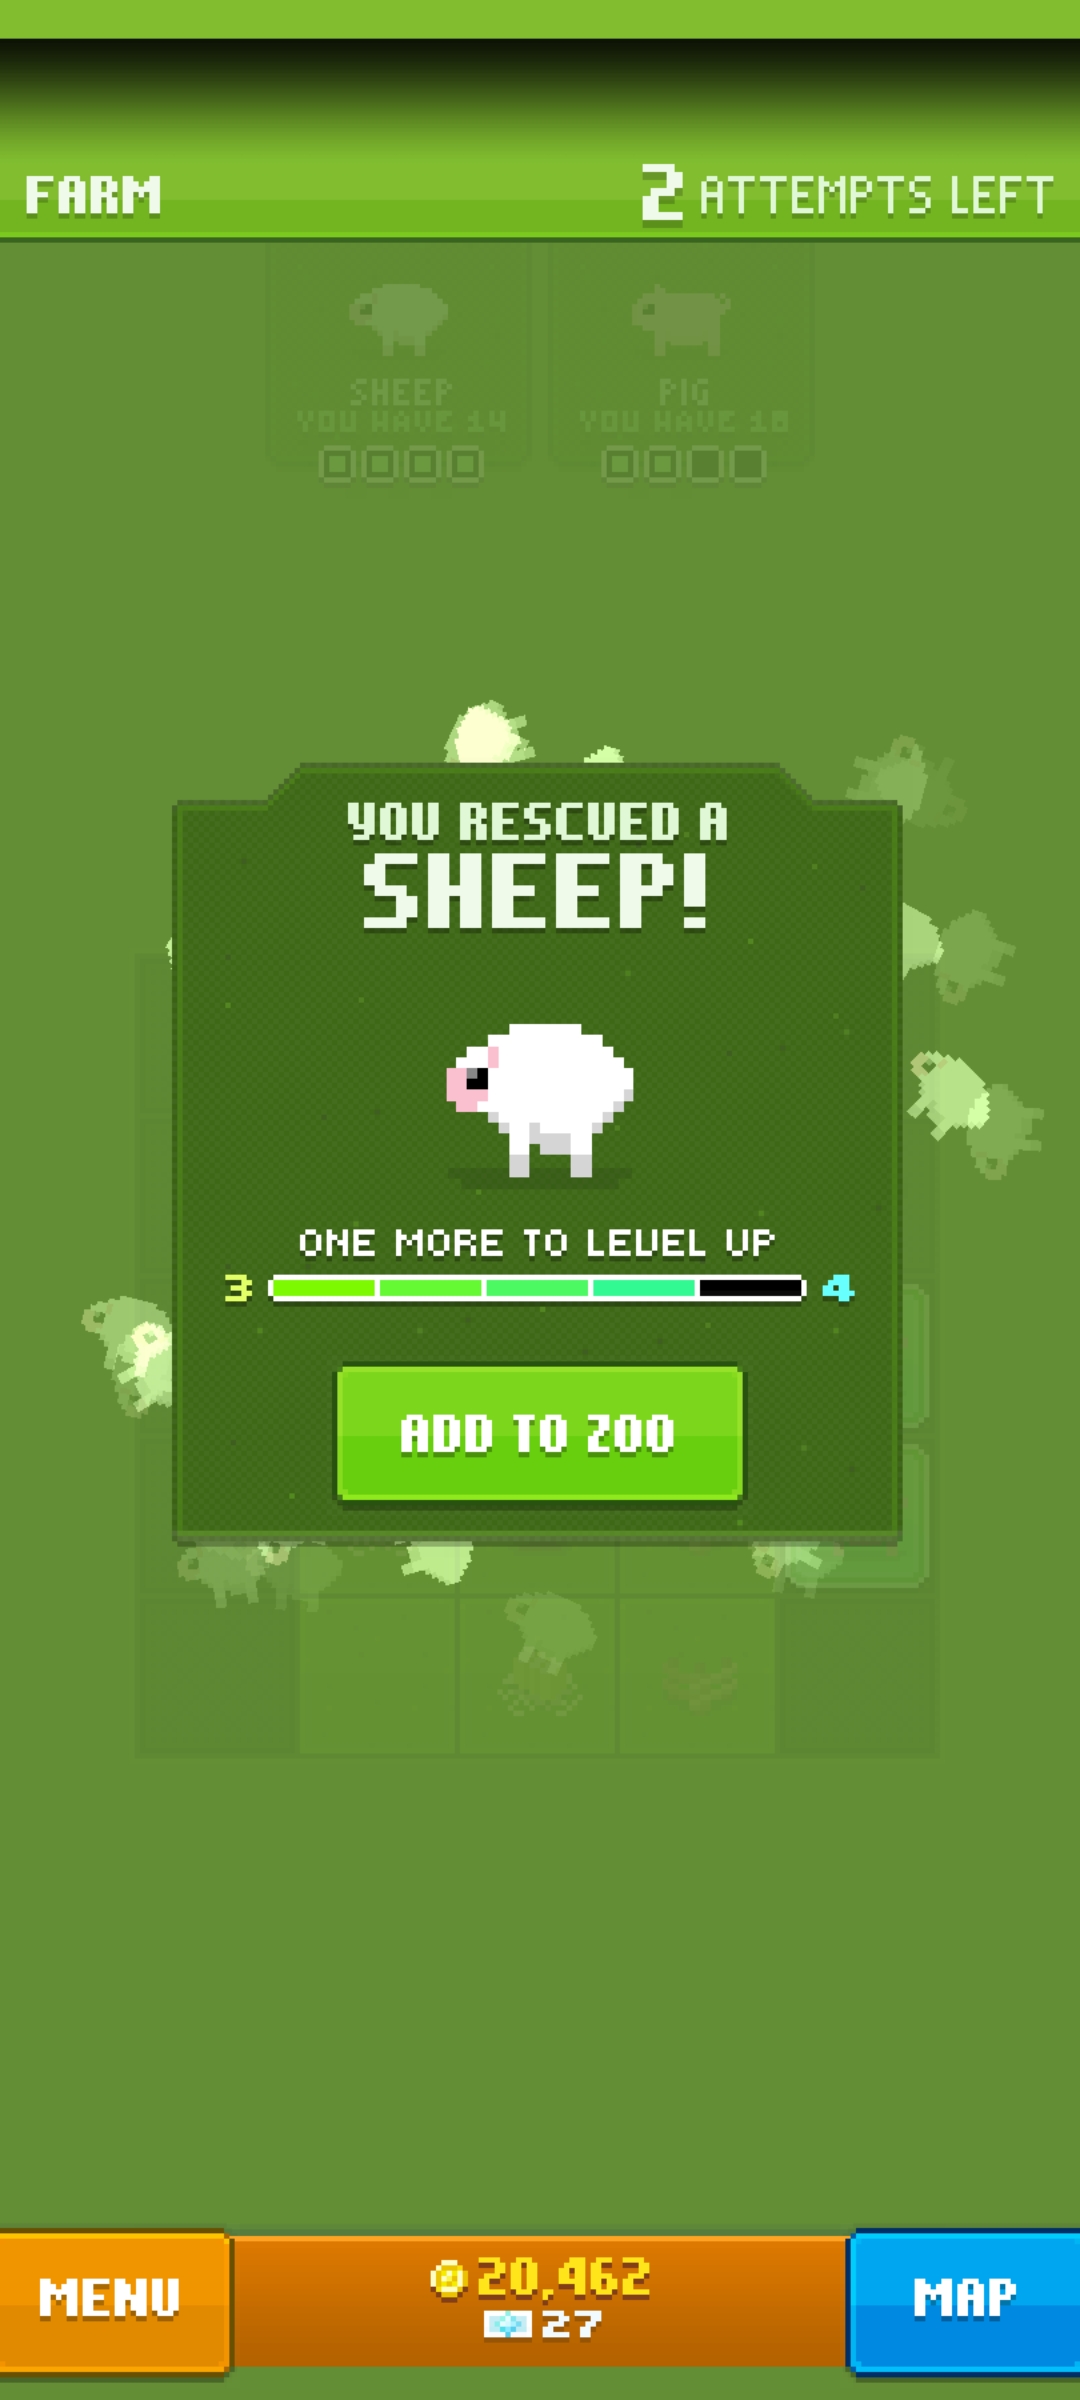 FARM
2 ATTEMPTS LEFT
SHEEP
YOU HAVE 14
PIG
YOU HAVE 18
YOU RESCUED A
SHEEP!
ONE MORE TO LEVEL UP
3
4
ADD TO ZOO
MENU
20,462
27
MAP